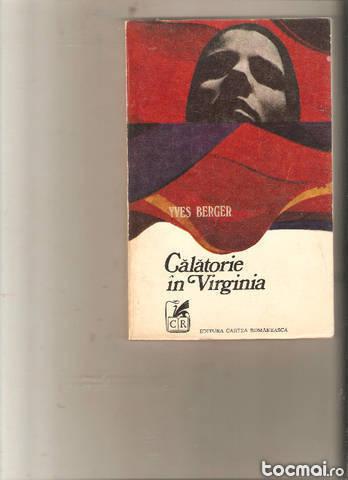 YVES BERGER
Călătorie
în Virginia
CR
EDITURA CARTEA ROMÂNEASCĂ
tocmai.ro